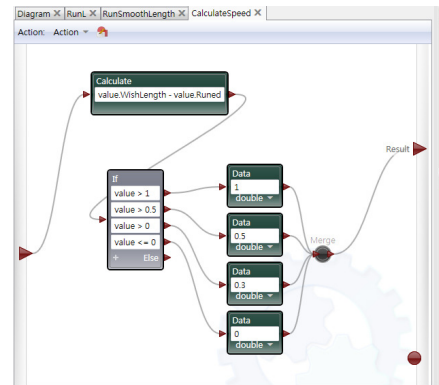 Diagram X RunL X RunSmoothLength X CalculateSpeed X
Action: Action
Calculate
value.WishLength - value.Runed
Result
If
value > 1
value > 0.5
value > 0
value <= 0
+ Else
Data
1
double
Data
0.5
double
Merge
Data
0.3
double
Data
0
double